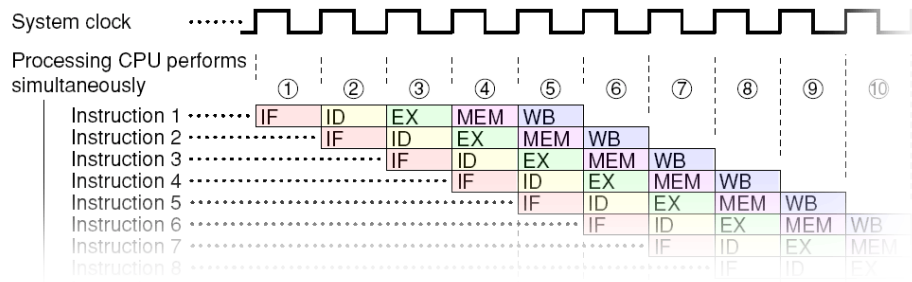 System clock
Processing CPU performs
simultaneously ① ② ③ ④ ⑤ ⑥ ⑦ ⑧ ⑨ ⑩
Instruction 1 IF ID EX MEM WB
Instruction 2 IF ID EX MEM WB
Instruction 3 IF ID EX MEM WB
Instruction 4 IF ID EX MEM WB
Instruction 5 IF ID EX MEM WB
Instruction 6 IF ID EX MEM WB
Instruction 7 IF ID EX MEM
Instruction 8 IF ID EX